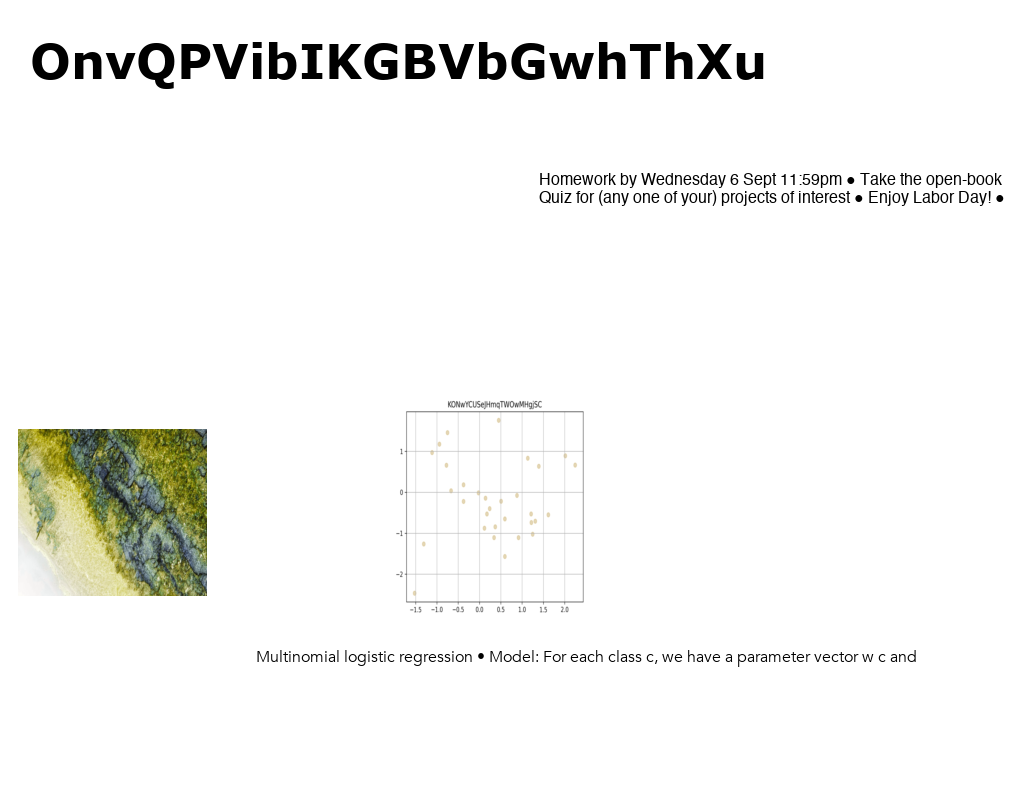 OnvQPVibIKGBVbGwhThXu
Homework by Wednesday 6 Sept 11:59pm ● Take the open-book
Quiz for (any one of your) projects of interest ● Enjoy Labor Day! ●
KONwYCUSeJHmqTWOwMHgjSC
1
0
−1
−2
−1.5 −1.0 −0.5 0.0 0.5 1.0 1.5 2.0
Multinomial logistic regression • Model: For each class c, we have a parameter vector w c and